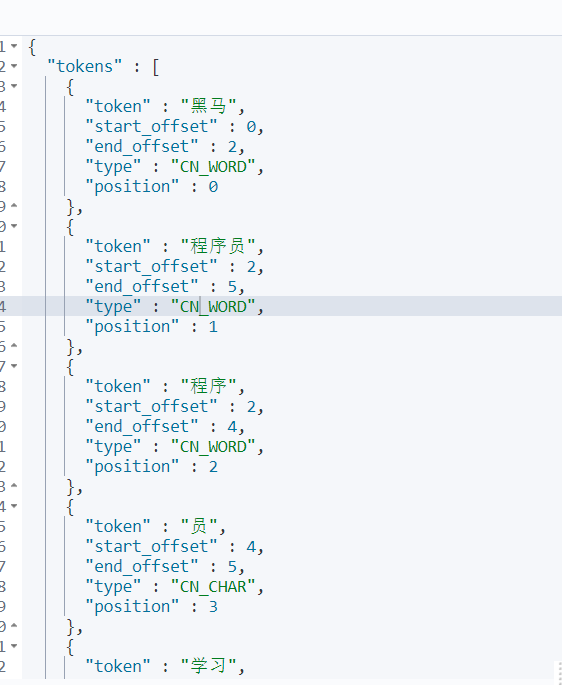 1 {
2 "tokens" : [
3 {
4 "token" : "黑马",
5 "start_offset" : 0,
6 "end_offset" : 2,
7 "type" : "CN_WORD",
8 "position" : 0
9 },
0 {
1 "token" : "程序员",
2 "start_offset" : 2,
3 "end_offset" : 5,
4 "type" : "CN_WORD",
5 "position" : 1
6 },
7 {
8 "token" : "程序",
9 "start_offset" : 2,
0 "end_offset" : 4,
1 "type" : "CN_WORD",
2 "position" : 2
3 },
4 {
5 "token" : "员",
6 "start_offset" : 4,
7 "end_offset" : 5,
8 "type" : "CN_CHAR",
9 "position" : 3
0 },
1 {
2 "token" : "学习",